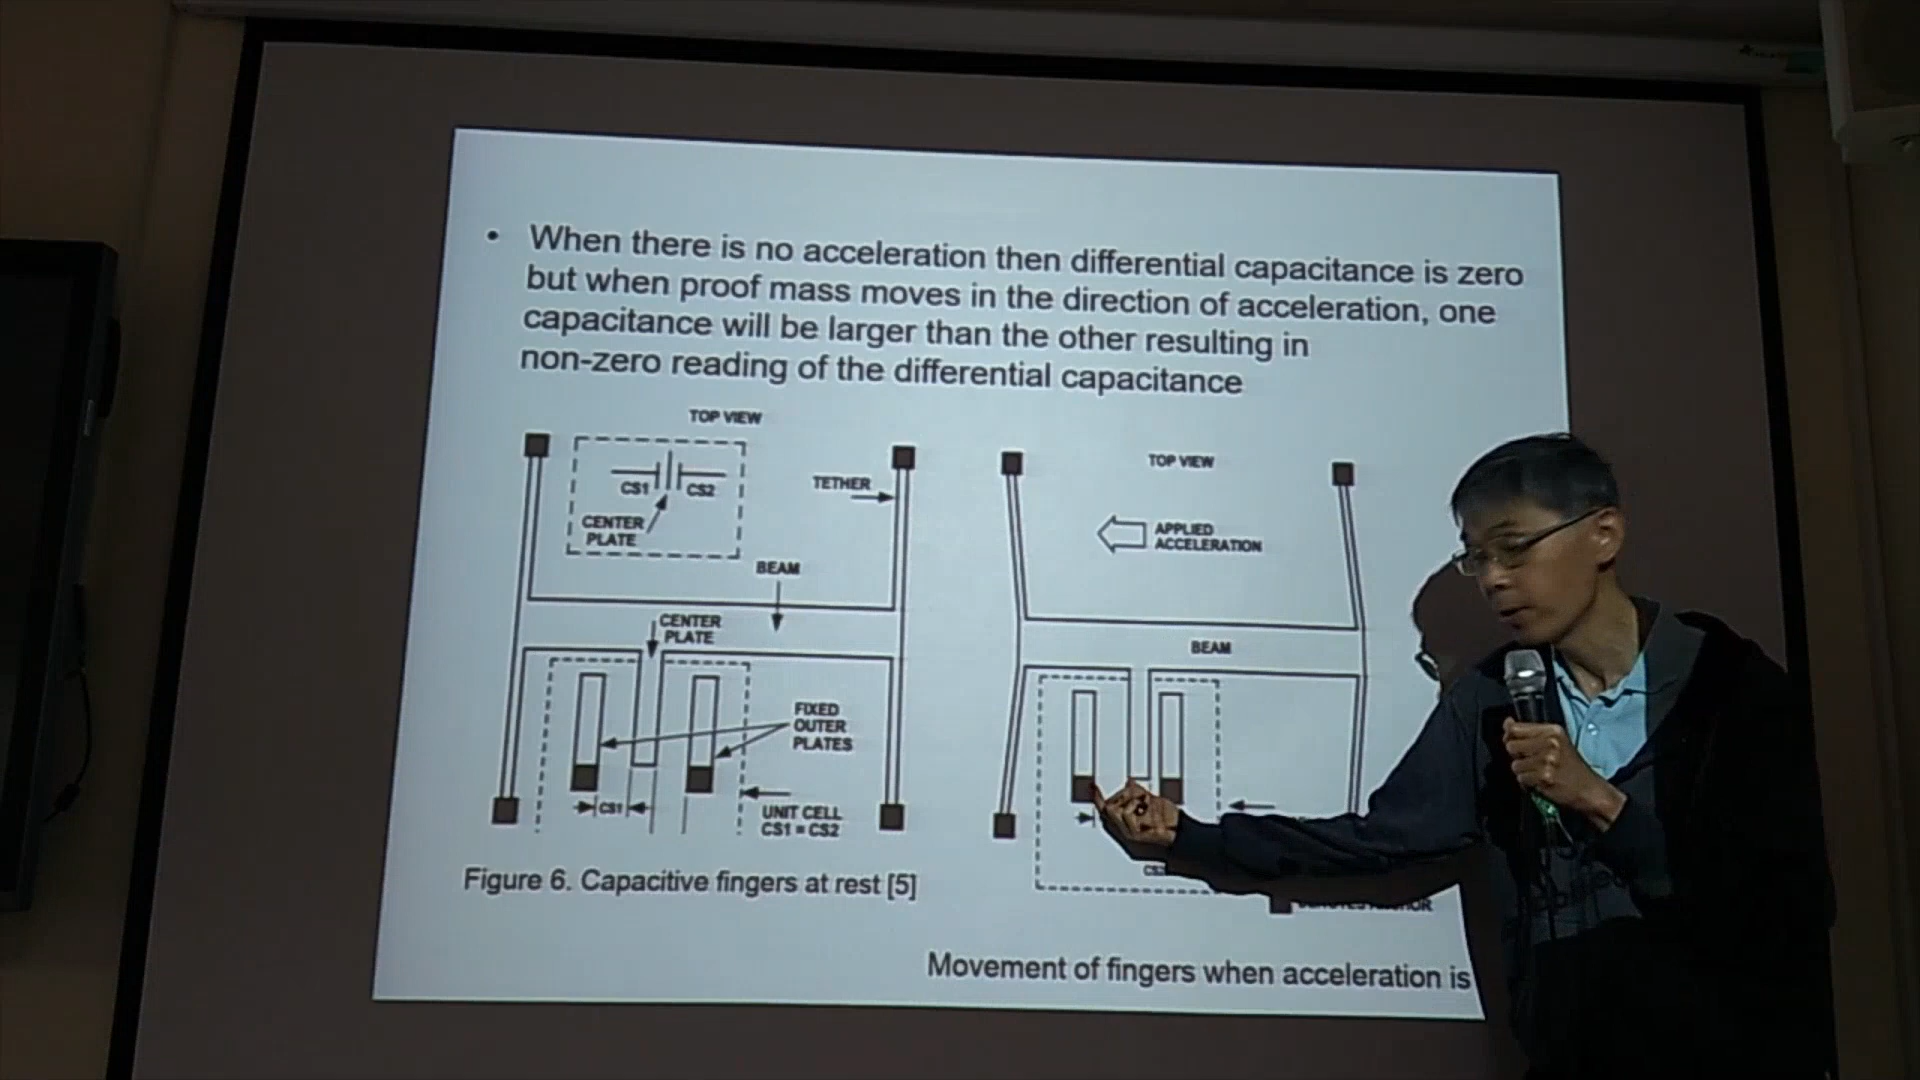 • When there is no acceleration then differential capacitance is zero
but when proof mass moves in the direction of acceleration, one
capacitance will be larger than the other resulting in
non-zero reading of the differential capacitance
TOP VIEW
CS1 CS2
CENTER
PLATE
TETHER
BEAM
CENTER
PLATE
FIXED
OUTER
PLATES
CS1
UNIT CELL
CS1 = CS2
Figure 6. Capacitive fingers at rest [5]
TOP VIEW
APPLIED
ACCELERATION
BEAM
Movement of fingers when acceleration is